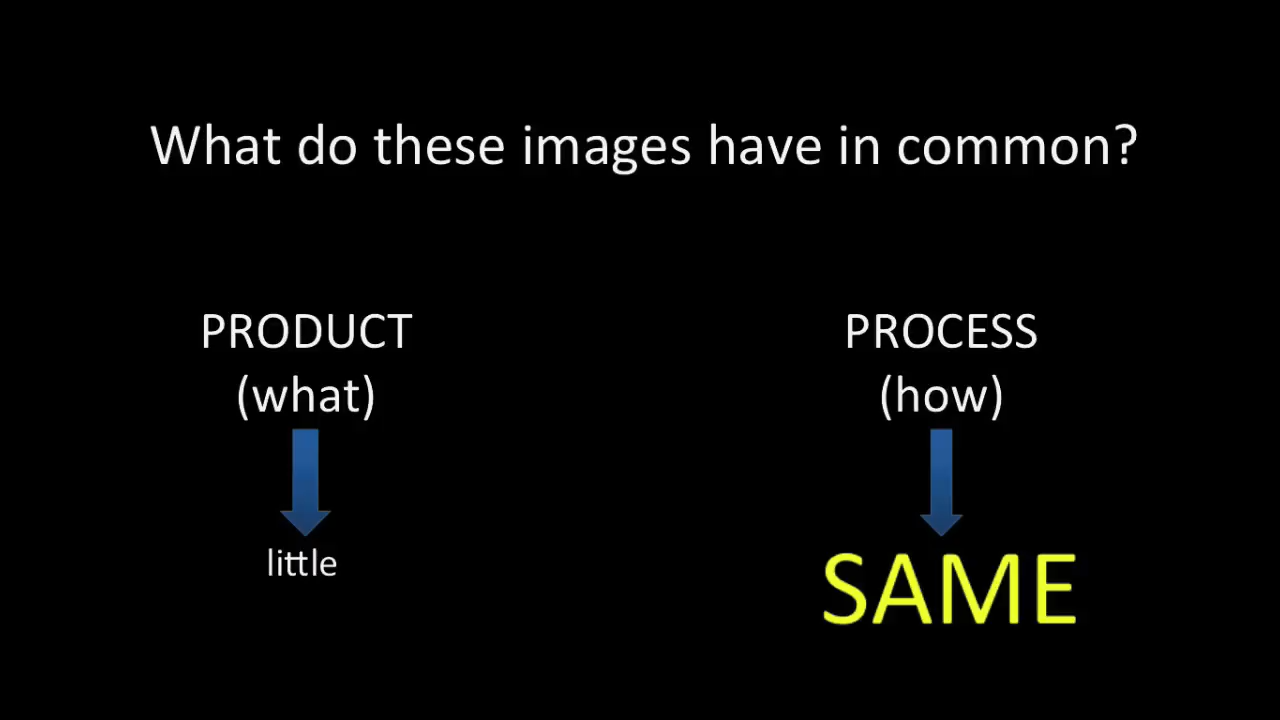 What do these images have in common?
PRODUCT
(what)
little
PROCESS
(how)
SAME